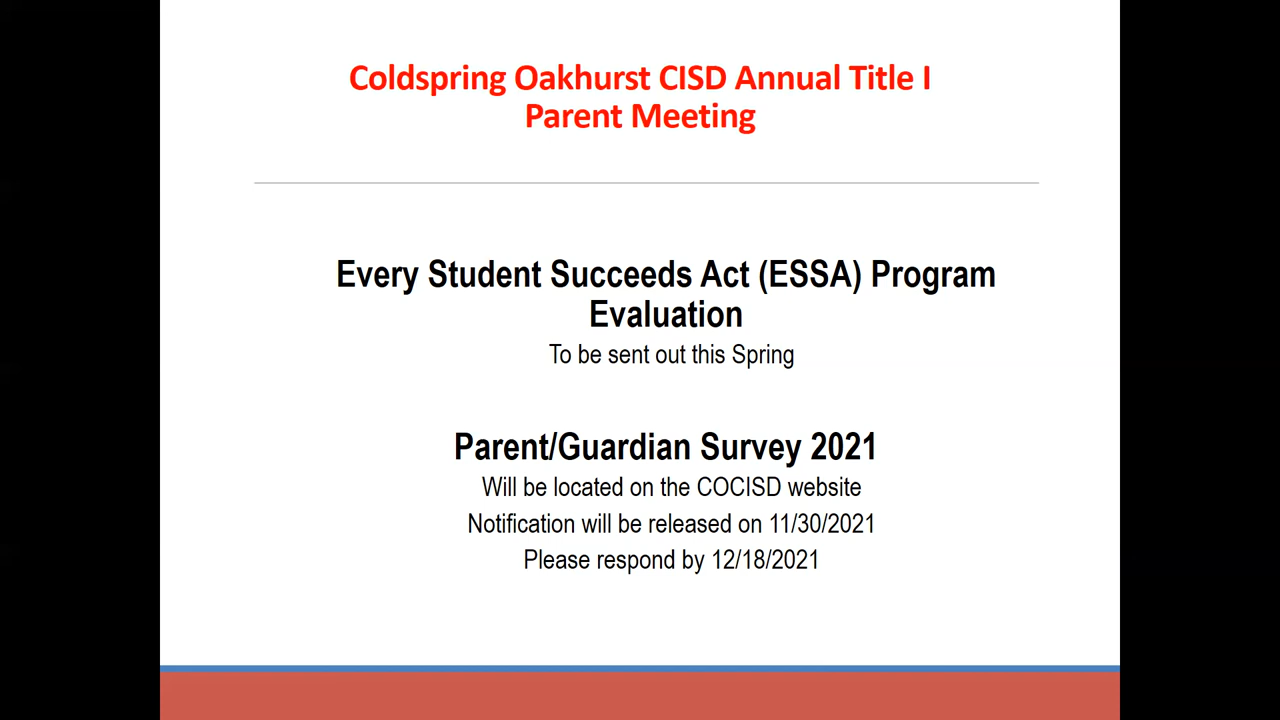 Coldspring Oakhurst CISD Annual Title I
Parent Meeting
Every Student Succeeds Act (ESSA) Program
Evaluation
To be sent out this Spring
Parent/Guardian Survey 2021
Will be located on the COCISD website
Notification will be released on 11/30/2021
Please respond by 12/18/2021